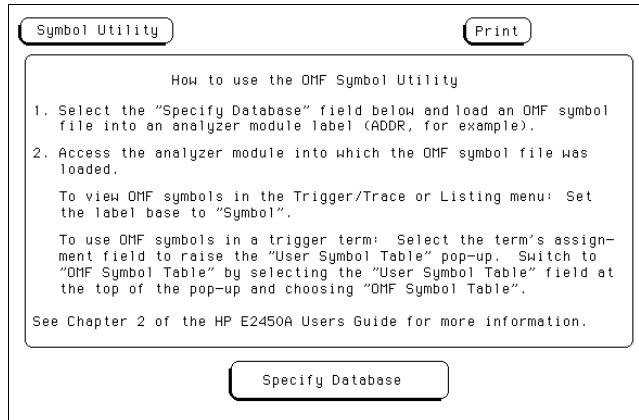 Symbol Utility
Print
How to use the OMF Symbol Utility
1. Select the "Specify Database" field below and load an OMF symbol
file into an analyzer module label (ADDR, for example).
2. Access the analyzer module into which the OMF symbol file was
loaded.
To view OMF symbols in the Trigger/Trace or Listing menu: Set
the label base to "Symbol".
To use OMF symbols in a trigger term: Select the term's assign-
ment field to raise the "User Symbol Table" pop-up. Switch to
"OMF Symbol Table" by selecting the "User Symbol Table" field at
the top of the pop-up and choosing "OMF Symbol Table".
See Chapter 2 of the HP E2450A Users Guide for more information.
Specify Database